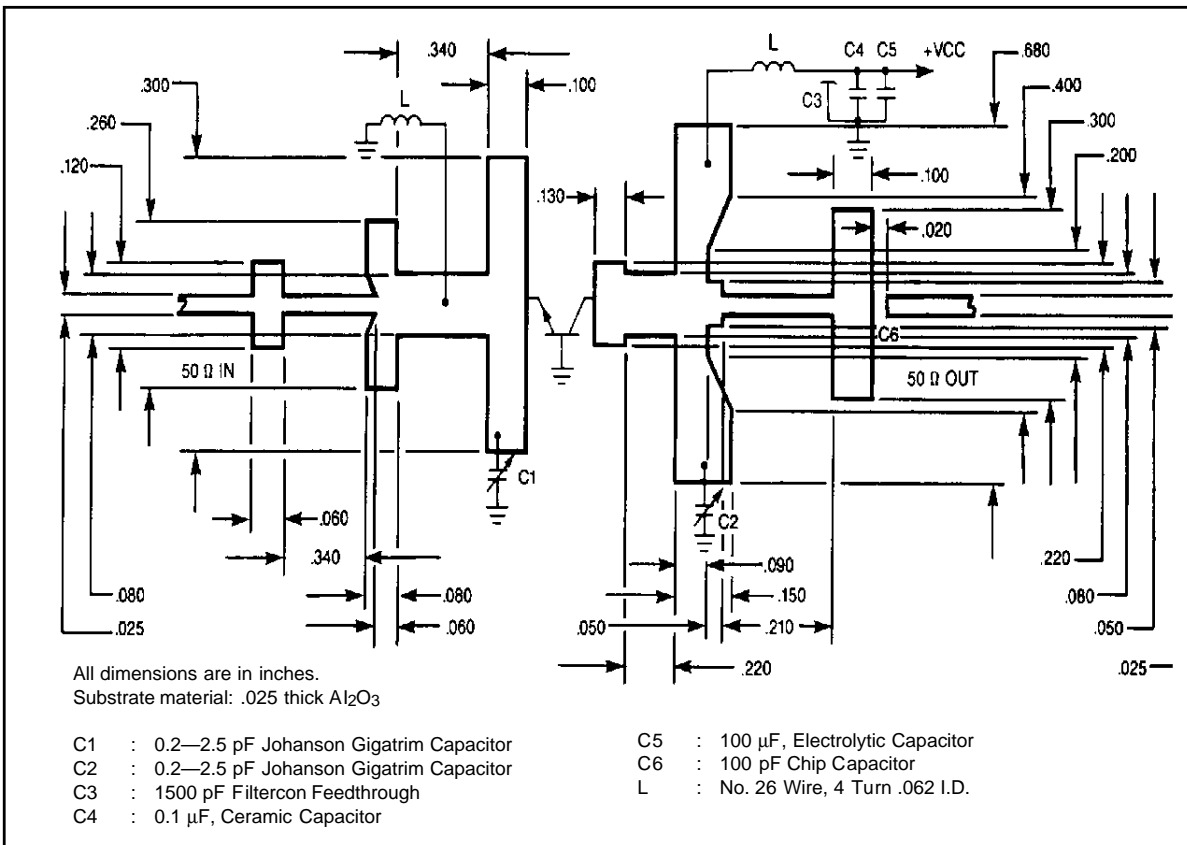 L
.340
.300
.100
.260
.120
50 Ω IN
C1
.060
.340
.080
.080
.025
.060
L
C4
C5
+VCC
.680
C3
.400
.300
.200
.100
.130
.020
C6
50 Ω OUT
C2
.090
.220
.150
.080
.050
.210
.050
.220
.025
All dimensions are in inches.
Substrate material: .025 thick Al2O3
C1 : 0.2—2.5 pF Johanson Gigatrim Capacitor
C2 : 0.2—2.5 pF Johanson Gigatrim Capacitor
C3 : 1500 pF Filtercon Feedthrough
C4 : 0.1 μF, Ceramic Capacitor
C5 : 100 μF, Electrolytic Capacitor
C6 : 100 pF Chip Capacitor
L : No. 26 Wire, 4 Turn .062 I.D.